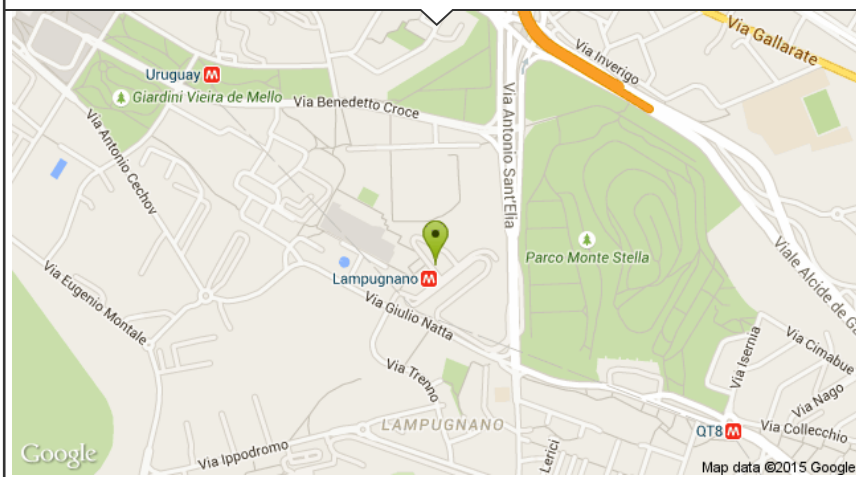 Via Gallarate
Via Inverigo
Uruguay M
Giardini Vieira de Mello
Via Benedetto Croce
Via Antonio Cechov
Via Antonio Sant'Elia
Parco Monte Stella
Viale Alcide de Ga
Lampugnano M
Via Eugenio Montale
Via Giulio Natta
Via Isernia
Via Cimabue
Via Trenno
Via Nago
LAMPUGNANO
QT8 M
Via Collecchio
Via Ippodromo
Lerici
Google
Map data ©2015 Google